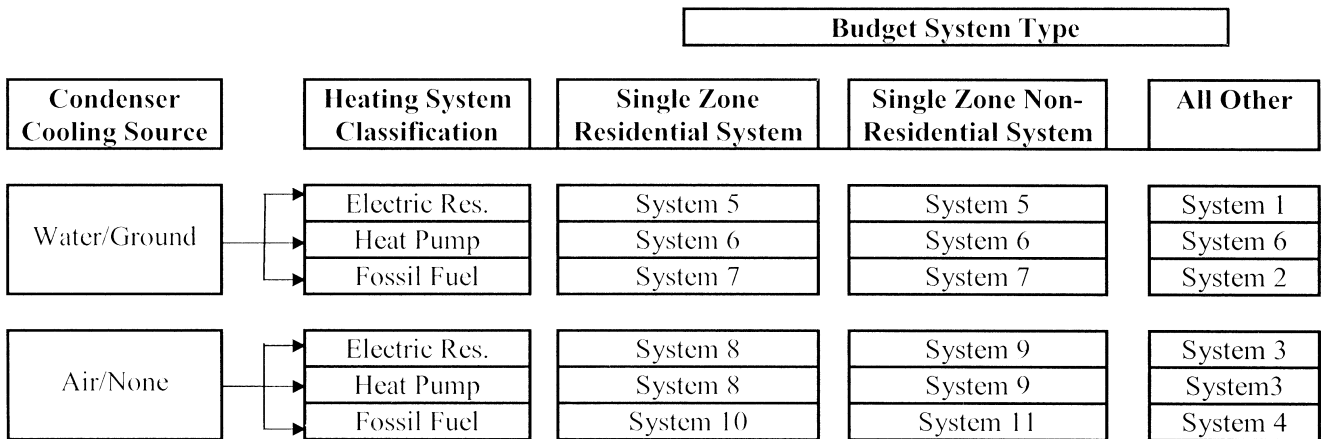 Budget System Type
Condenser
Cooling Source
Heating System
Classification
Single Zone
Residential System
Single Zone Non-
Residential System
All Other
Water/Ground
Electric Res.
System 5
System 5
System 1
Heat Pump
System 6
System 6
System 6
Fossil Fuel
System 7
System 7
System 2
Air/None
Electric Res.
System 8
System 9
System 3
Heat Pump
System 8
System 9
System3
Fossil Fuel
System 10
System 11
System 4